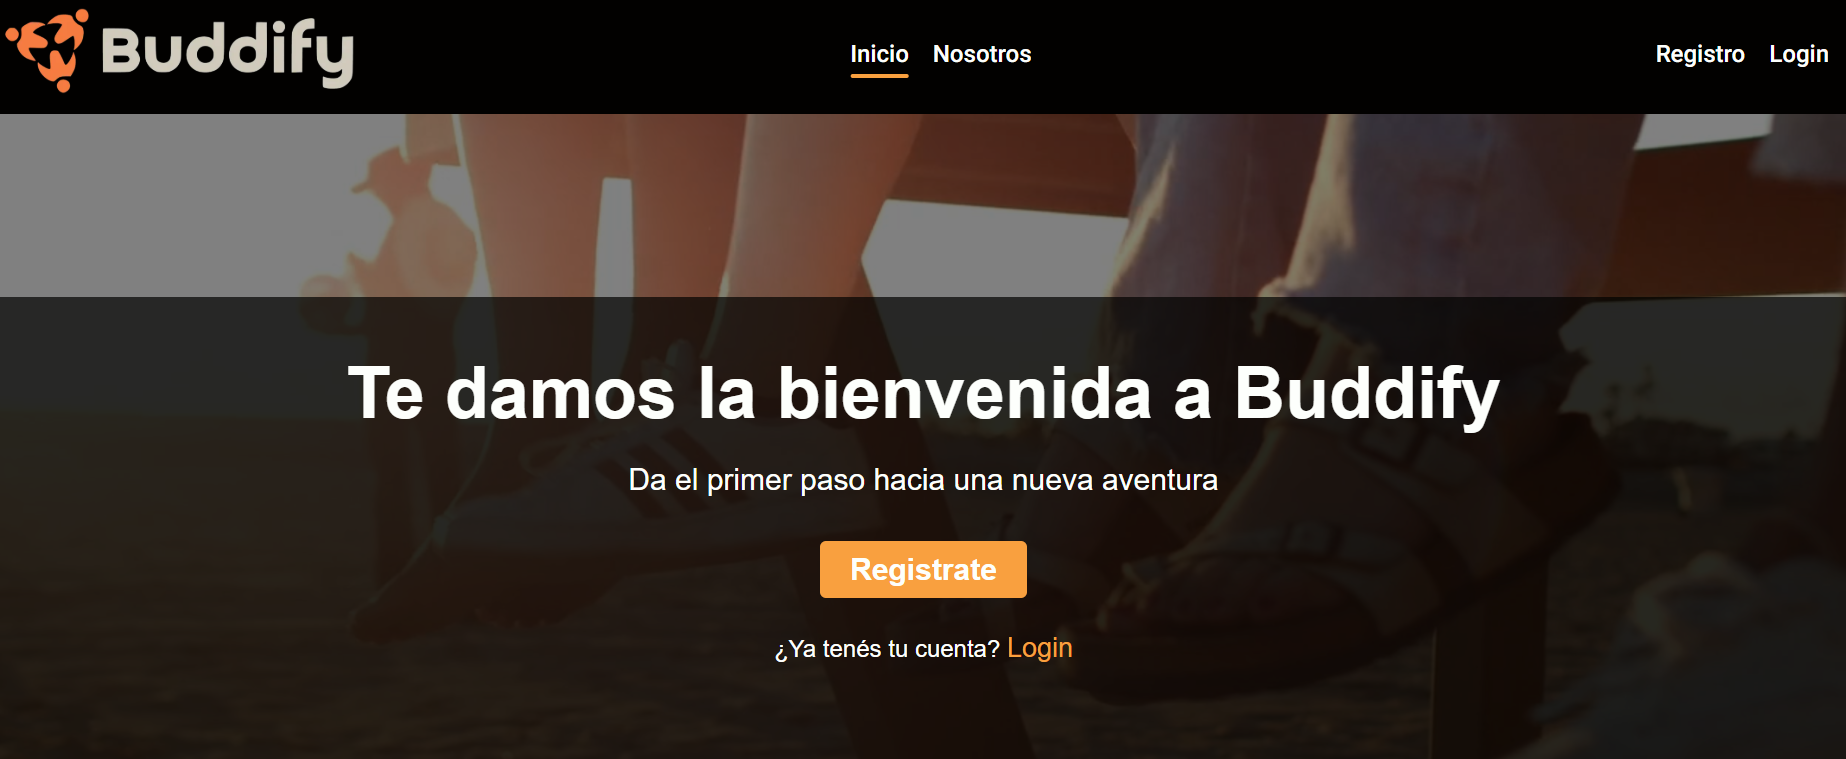 Buddify
Inicio Nosotros
Registro Login
Te damos la bienvenida a Buddify
Da el primer paso hacia una nueva aventura
Registrate
¿Ya tenés tu cuenta? Login